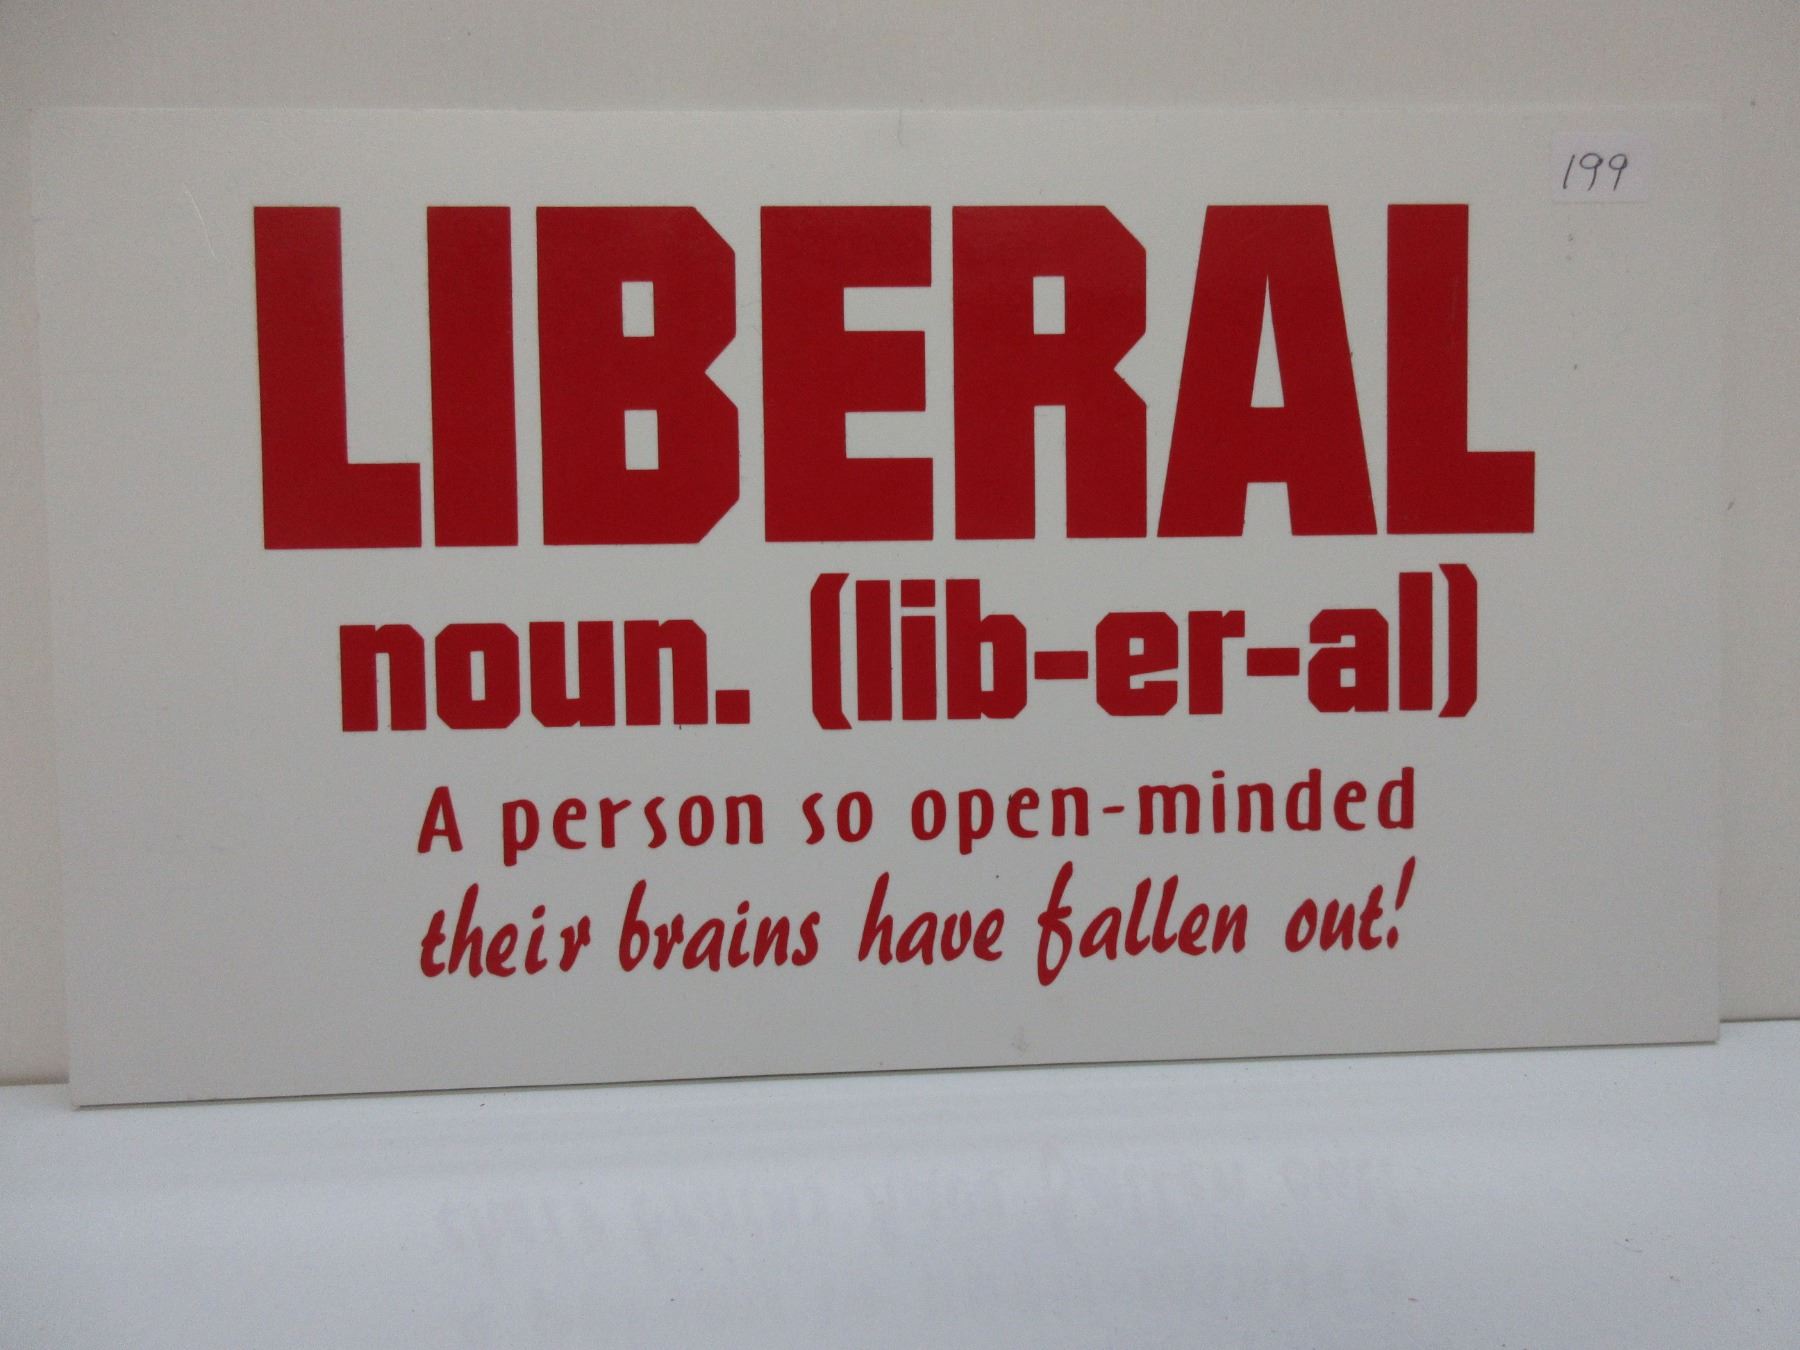 199
LIBERAL
noun. (lib-er-al)
A person so open-minded
their brains have fallen out!